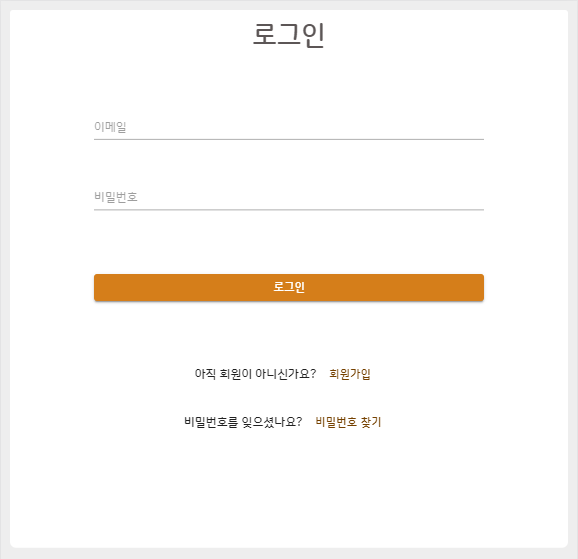 로그인
이메일
비밀번호
로그인
아직 회원이 아니신가요? 회원가입
비밀번호를 잊으셨나요? 비밀번호 찾기